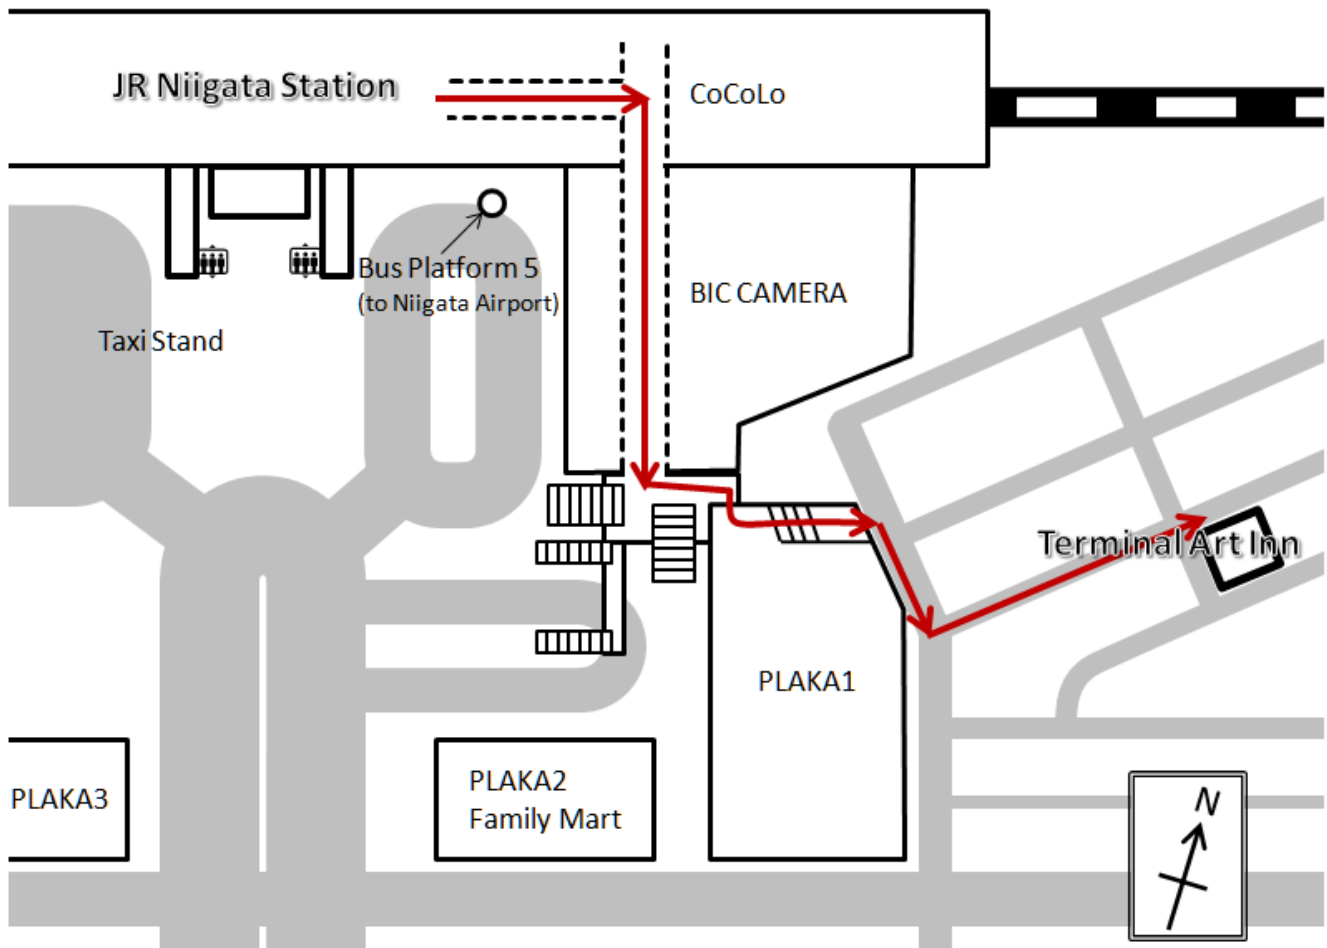 JR Niigata Station
CoCoLo
Bus Platform 5
(to Niigata Airport)
BIC CAMERA
Taxi Stand
Terminal Art Inn
PLAKA1
PLAKA3
PLAKA2
Family Mart
N